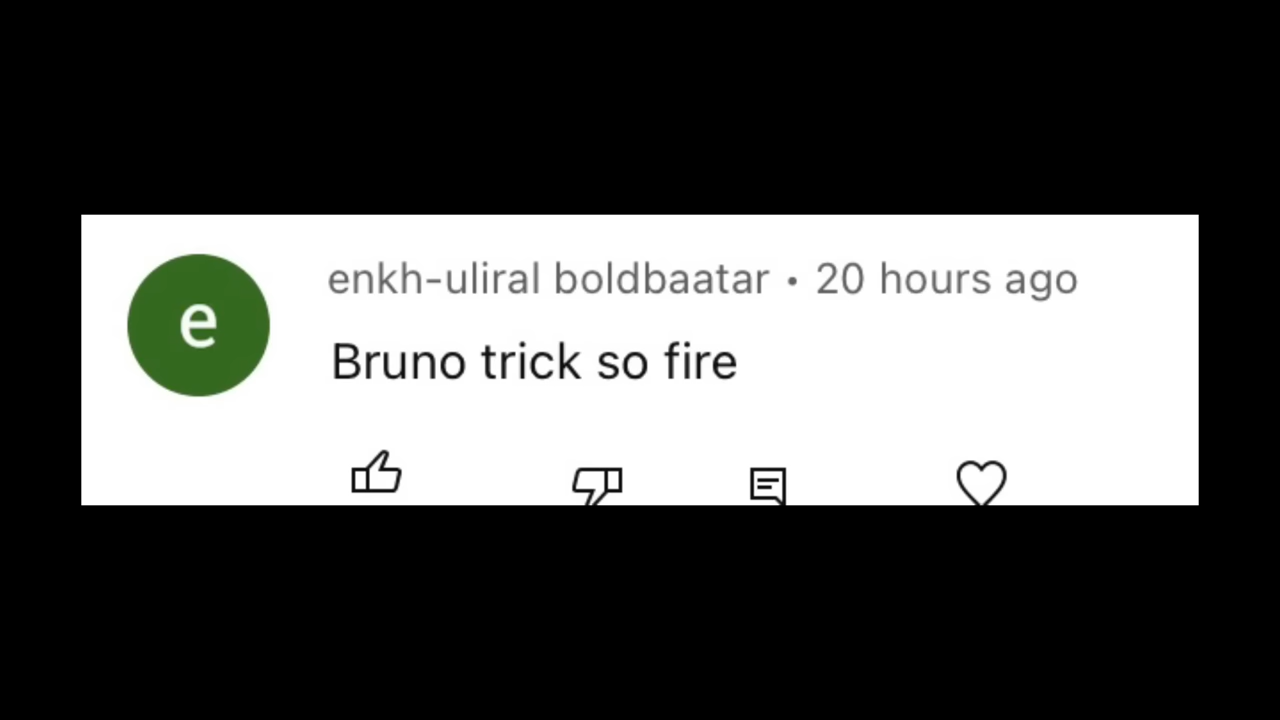 e
enkh-uliral boldbaatar • 20 hours ago
Bruno trick so fire